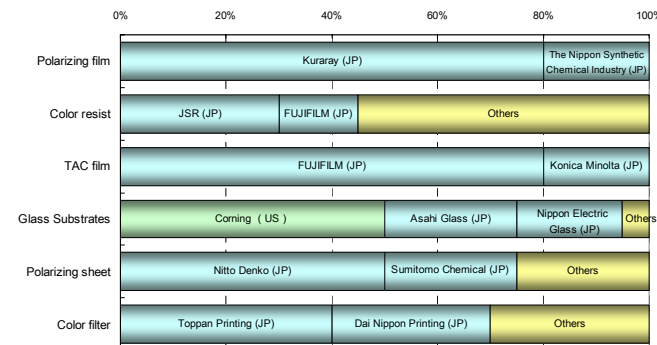 0% 20% 40% 60% 80% 100%
Polarizing film
Kuraray (JP)
The Nippon Synthetic
Chemical Industry (JP)
Color resist
JSR (JP)
FUJIFILM (JP)
Others
TAC film
FUJIFILM (JP)
Konica Minolta (JP)
Glass Substrates
Corning ( US )
Asahi Glass (JP)
Nippon Electric
Glass (JP)
Others
Polarizing sheet
Nitto Denko (JP)
Sumitomo Chemical (JP)
Others
Color filter
Toppan Printing (JP)
Dai Nippon Printing (JP)
Others